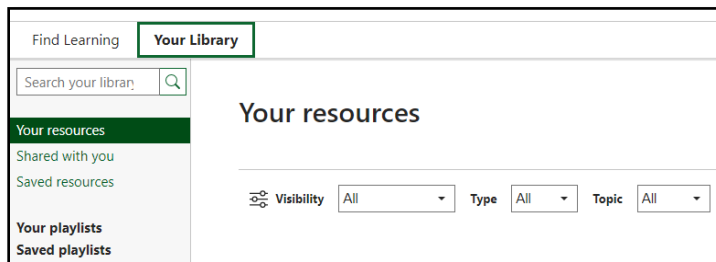 Find Learning Your Library
Search your library
Your resources
Shared with you
Saved resources
Your playlists
Saved playlists
Your resources
Visibility All Type All Topic All